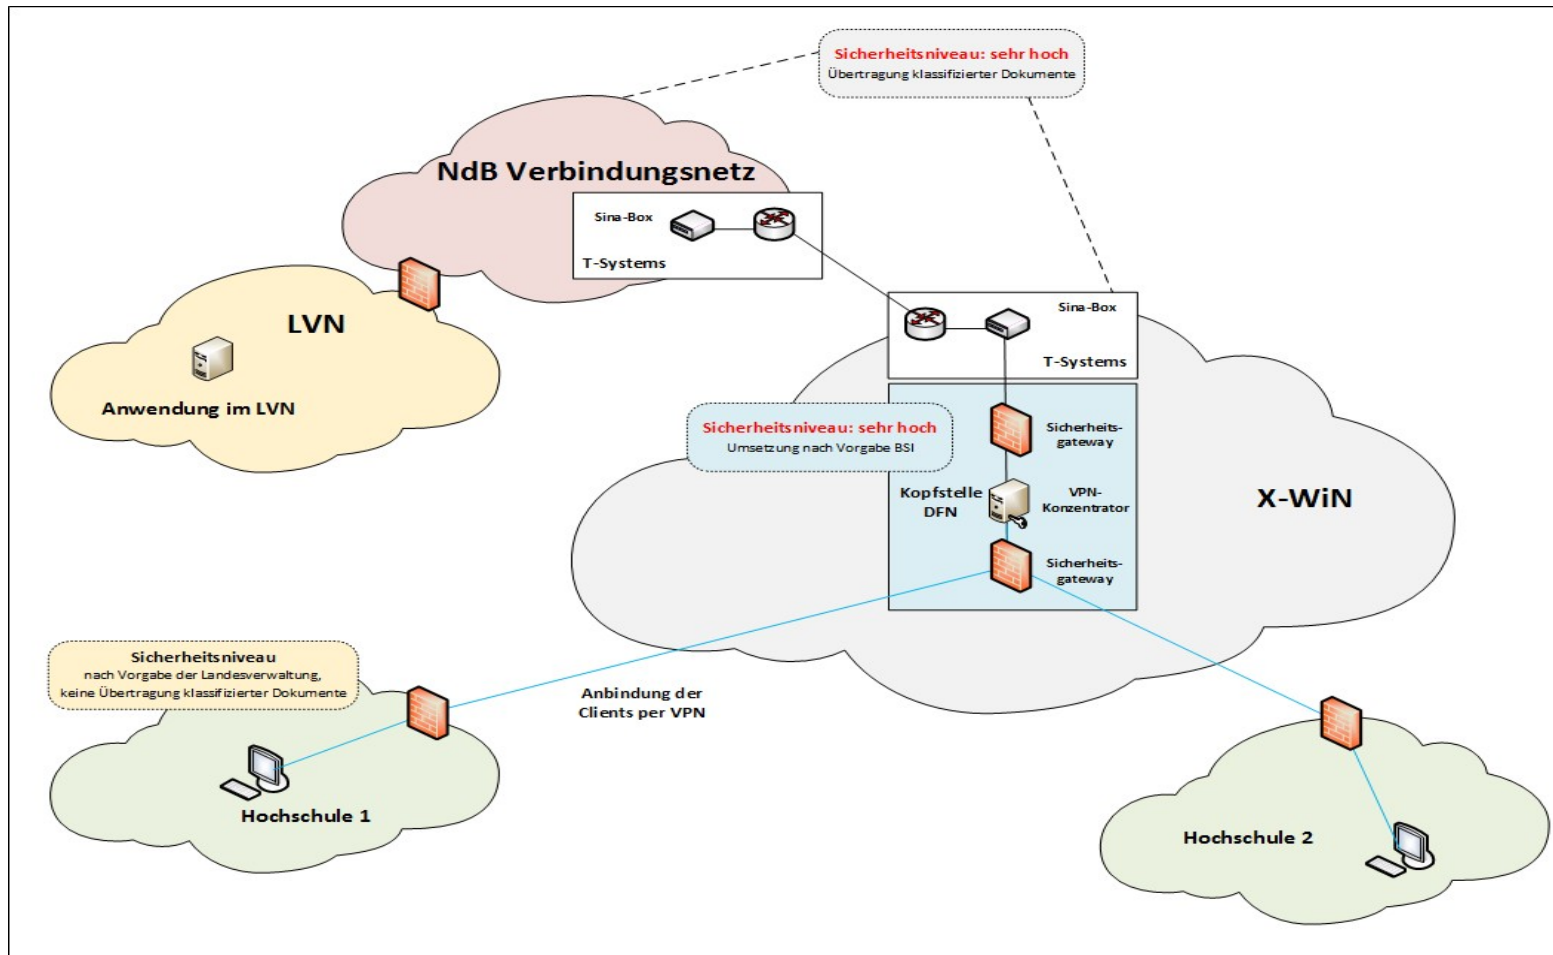 Sicherheitsniveau: sehr hoch
Übertragung klassifizierter Dokumente
NdB Verbindungsnetz
Sina-Box
T-Systems
LVN
Anwendung im LVN
Sina-Box
T-Systems
Sicherheitsniveau: sehr hoch
Umsetzung nach Vorgabe BSI
Sicherheits-
gateway
Kopfstelle
DFN
VPN-
Konzentrator
X-WiN
Sicherheits-
gateway
Sicherheitsniveau
nach Vorgabe der Landesverwaltung,
keine Übertragung klassifizierter Dokumente
Anbindung der
Clients per VPN
Hochschule 1
Hochschule 2